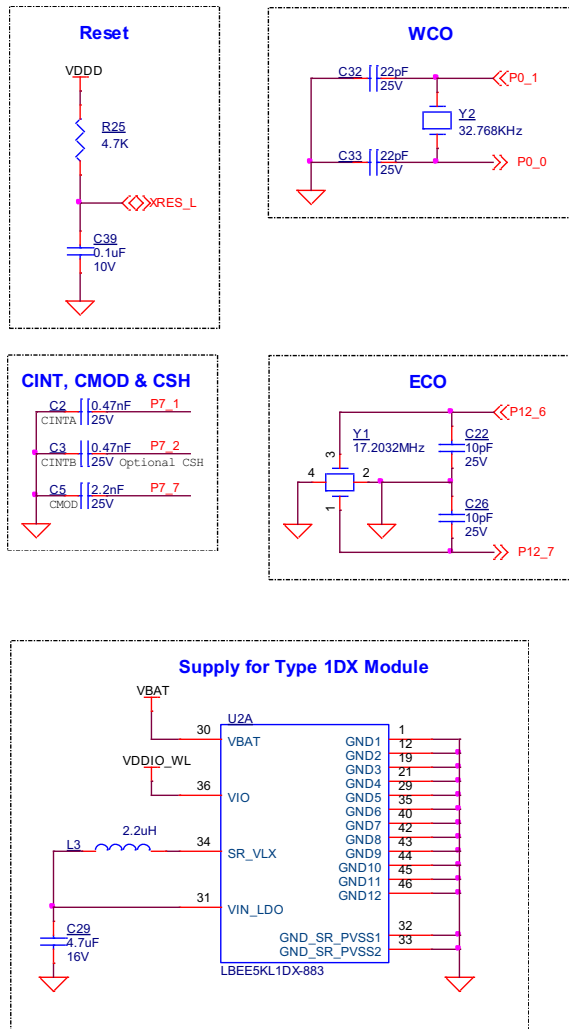 Reset
VDDD
R25
4.7K
XRES_L
C39
0.1uF
10V
WCO
C32
22pF
25V
P0_1
Y2
32.768KHz
C33
22pF
25V
P0_0
CINT, CMOD & CSH
C2 0.47nF P7_1
CINTA 25V
C3 0.47nF P7_2
CINTB 25V Optional CSH
C5 2.2nF P7_7
CMOD 25V
ECO
P12_6
Y1
17.2032MHz
3
4
2
1
C22
10pF
25V
C26
10pF
25V
P12_7
Supply for Type 1DX Module
VBAT
U2A
30 VBAT
VDDIO_WL
36 VIO
L3 2.2uH
34 SR_VLX
31 VIN_LDO
C29
4.7uF
16V
GND1 1
GND2 12
GND3 19
GND4 21
GND5 29
GND6 35
GND7 40
GND8 42
GND9 43
GND10 44
GND11 45
GND12 46
GND_SR_PVSS1 32
GND_SR_PVSS2 33
LBEE5KL1DX-883